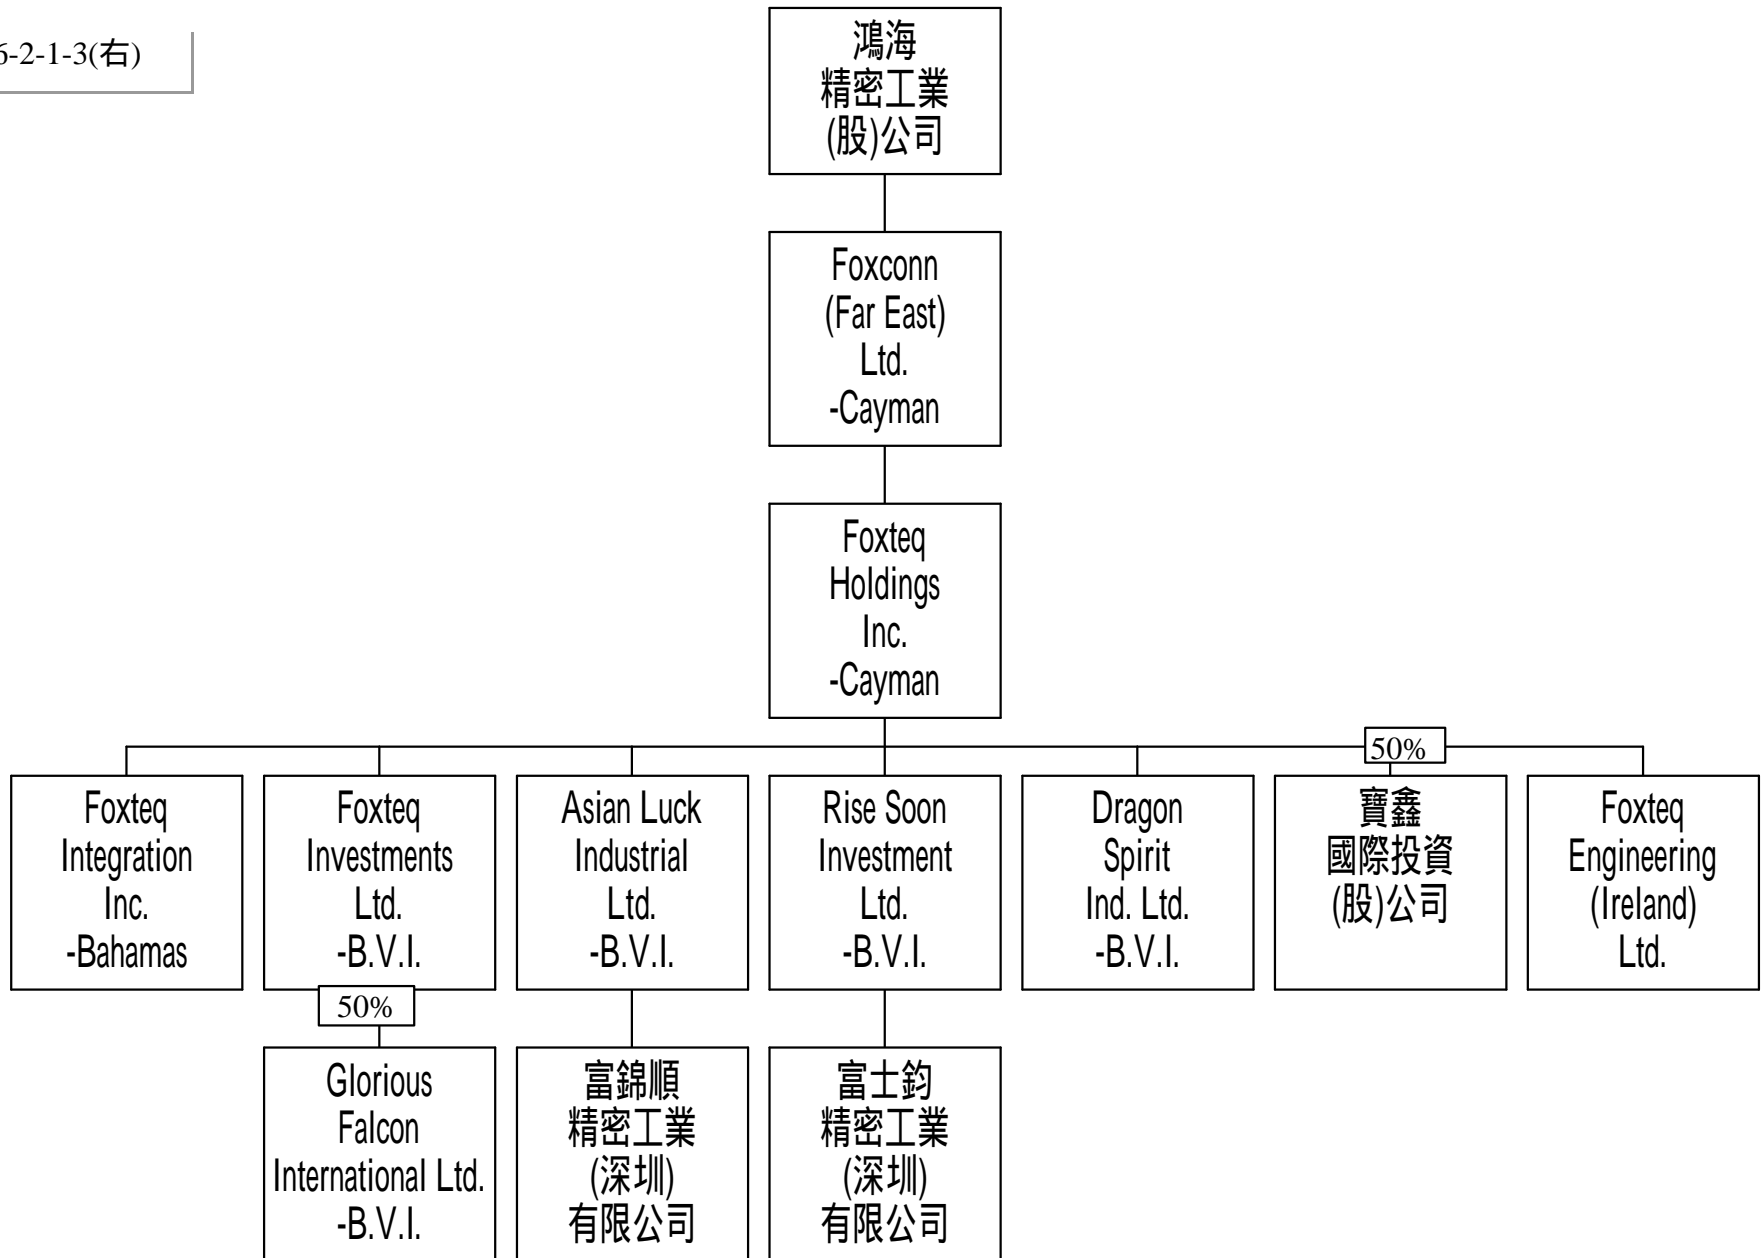 6-2-1-3(右)
鴻海
精密工業
(股)公司
Foxconn
(Far East)
Ltd.
-Cayman
Foxteq
Holdings
Inc.
-Cayman
50%
Foxteq
Integration
Inc.
-Bahamas
Foxteq
Investments
Ltd.
-B.V.I.
Asian Luck
Industrial
Ltd.
-B.V.I.
Rise Soon
Investment
Ltd.
-B.V.I.
Dragon
Spirit
Ind. Ltd.
-B.V.I.
寶鑫
國際投資
(股)公司
Foxteq
Engineering
(Ireland)
Ltd.
50%
Glorious
Falcon
International Ltd.
-B.V.I.
富錦順
精密工業
(深圳)
有限公司
富士鈞
精密工業
(深圳)
有限公司